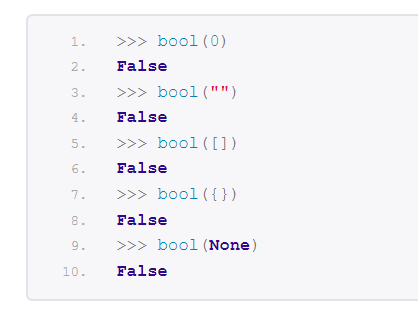 1. >>> bool(0)
2. False
3. >>> bool("")
4. False
5. >>> bool([])
6. False
7. >>> bool({})
8. False
9. >>> bool(None)
10. False